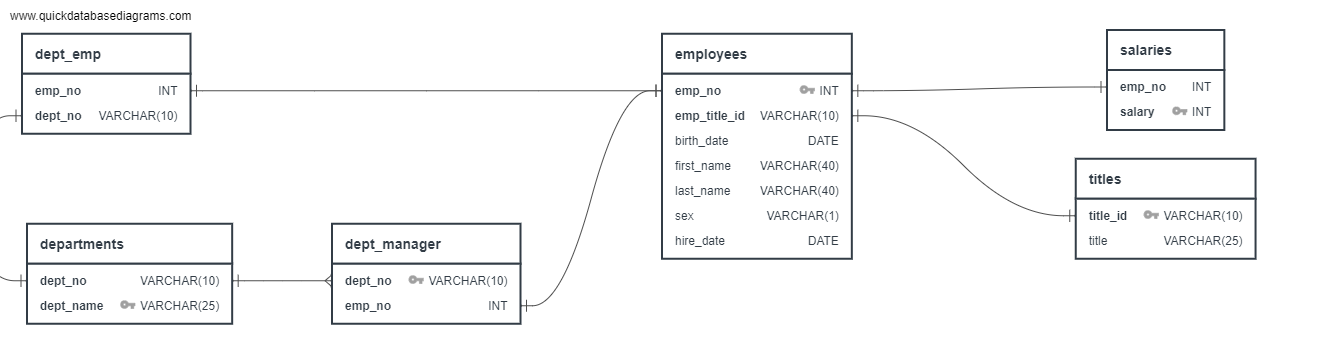 www.quickdatabasediagrams.com
dept_emp
emp_no INT
dept_no VARCHAR(10)
employees
emp_no INT
emp_title_id VARCHAR(10)
birth_date DATE
first_name VARCHAR(40)
last_name VARCHAR(40)
sex VARCHAR(1)
hire_date DATE
salaries
emp_no INT
salary INT
titles
title_id VARCHAR(10)
title VARCHAR(25)
departments
dept_no VARCHAR(10)
dept_name VARCHAR(25)
dept_manager
dept_no VARCHAR(10)
emp_no INT